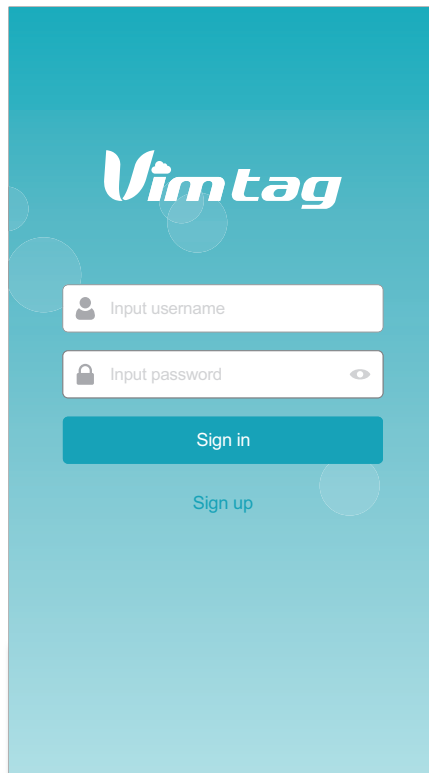 Vimtag
Input username
Input password
Sign in
Sign up